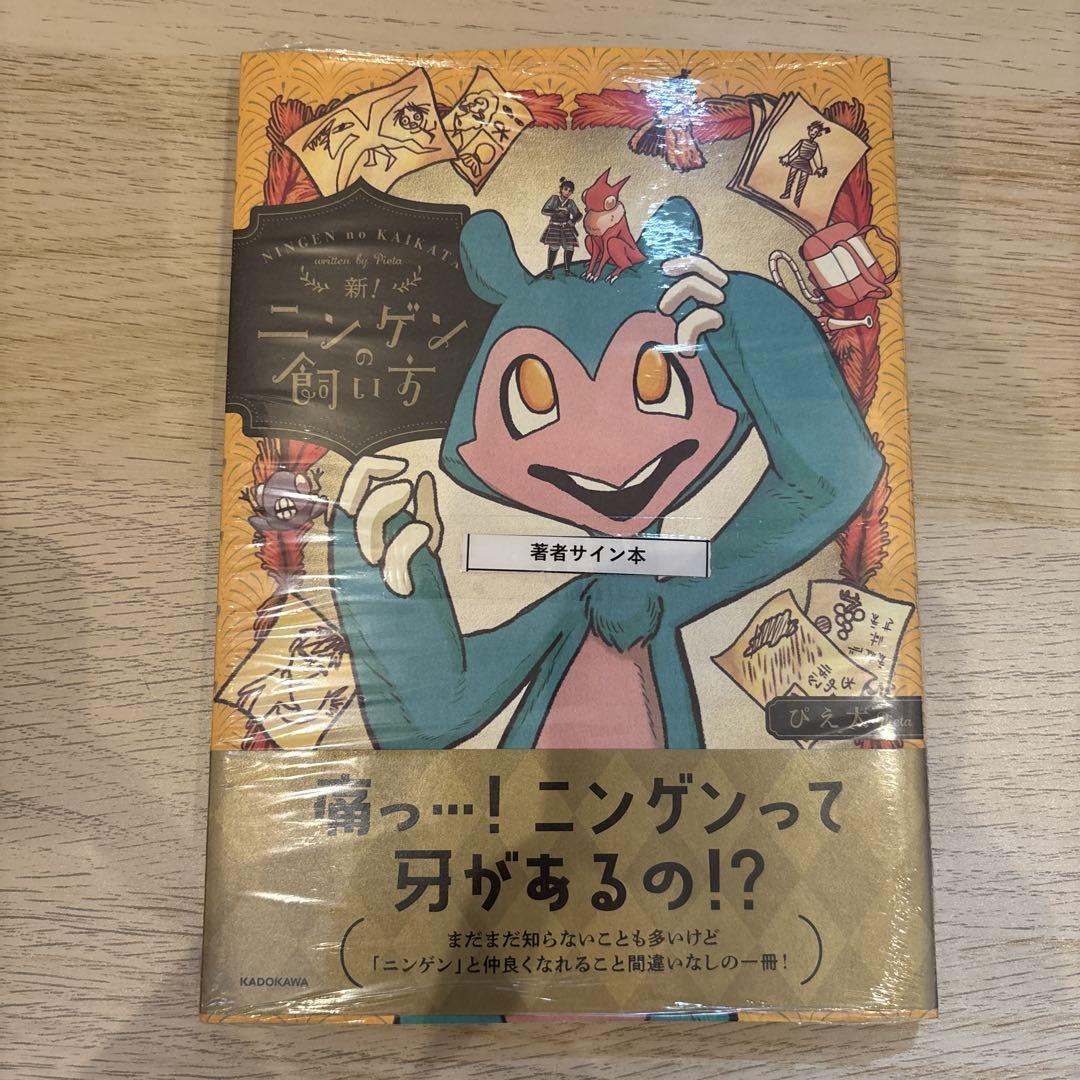 NINGEN no KAIKATA
written by Pieta
新!
ニンゲン
の
飼い方
著者サイン本
ぴえ太 Pieta
痛っ…!ニンゲンって
牙があるの!?
まだまだ知らないことも多いけど
「ニンゲン」と仲良くなれること間違いなしの一冊!
KADOKAWA